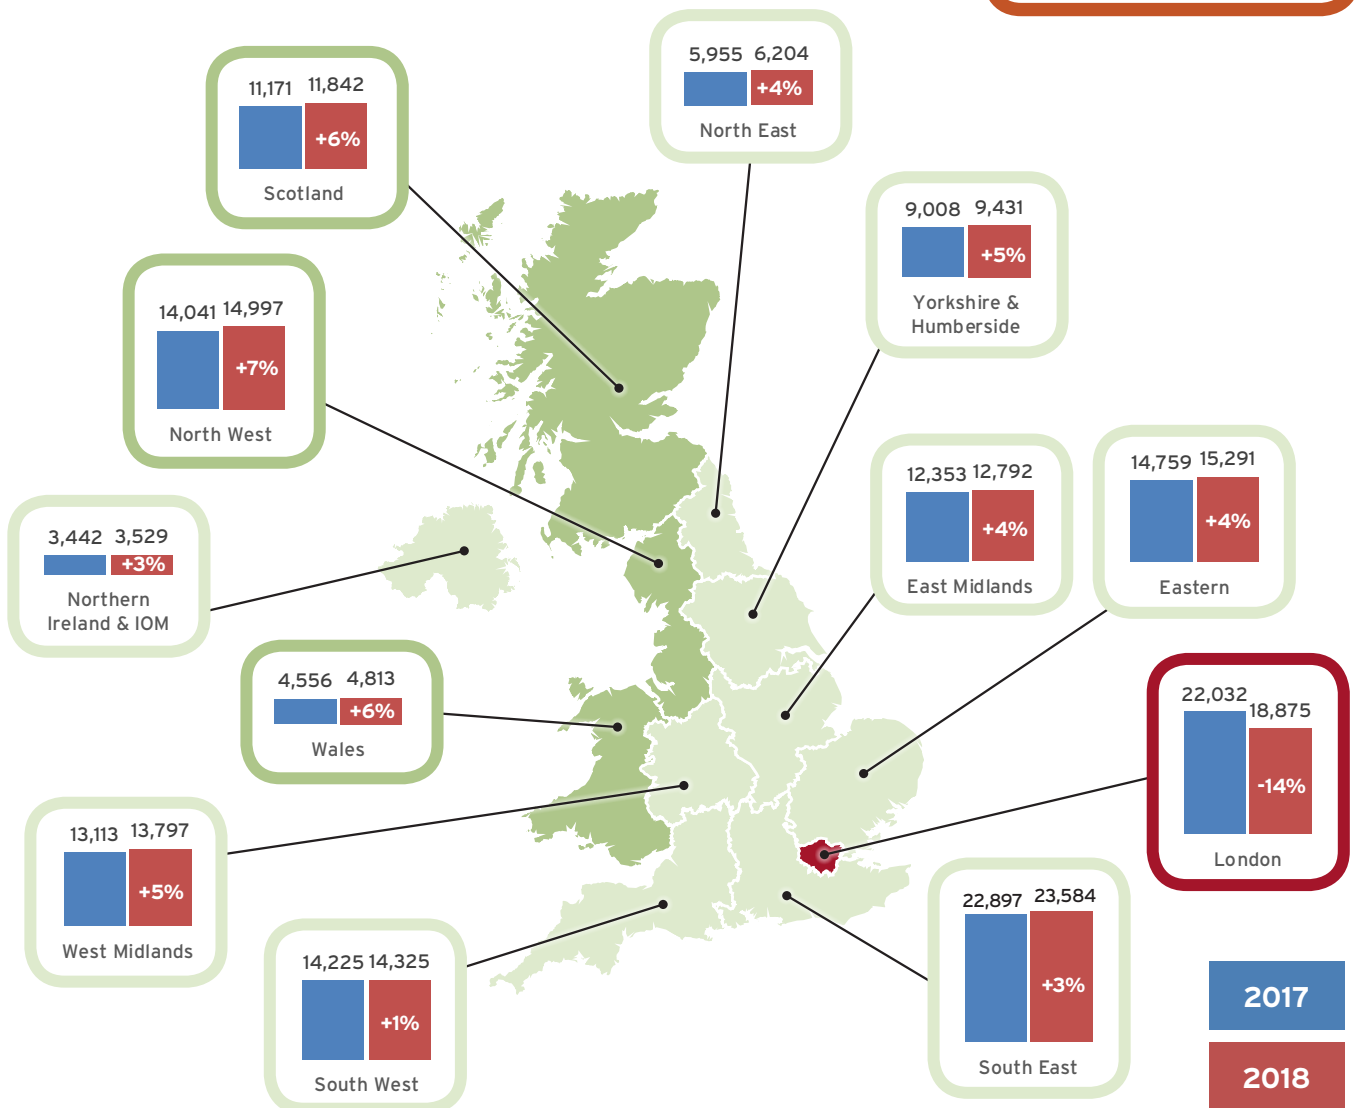 5,955 6,204
+4%
North East
11,171 11,842
+6%
Scotland
9,008 9,431
+5%
Yorkshire &
Humberside
14,041 14,997
+7%
North West
12,353 12,792
+4%
East Midlands
14,759 15,291
+4%
Eastern
3,442 3,529
+3%
Northern
Ireland & IOM
4,556 4,813
+6%
Wales
22,032
18,875
-14%
London
13,113 13,797
+5%
West Midlands
22,897 23,584
+3%
South East
14,225 14,325
+1%
South West
2017
2018